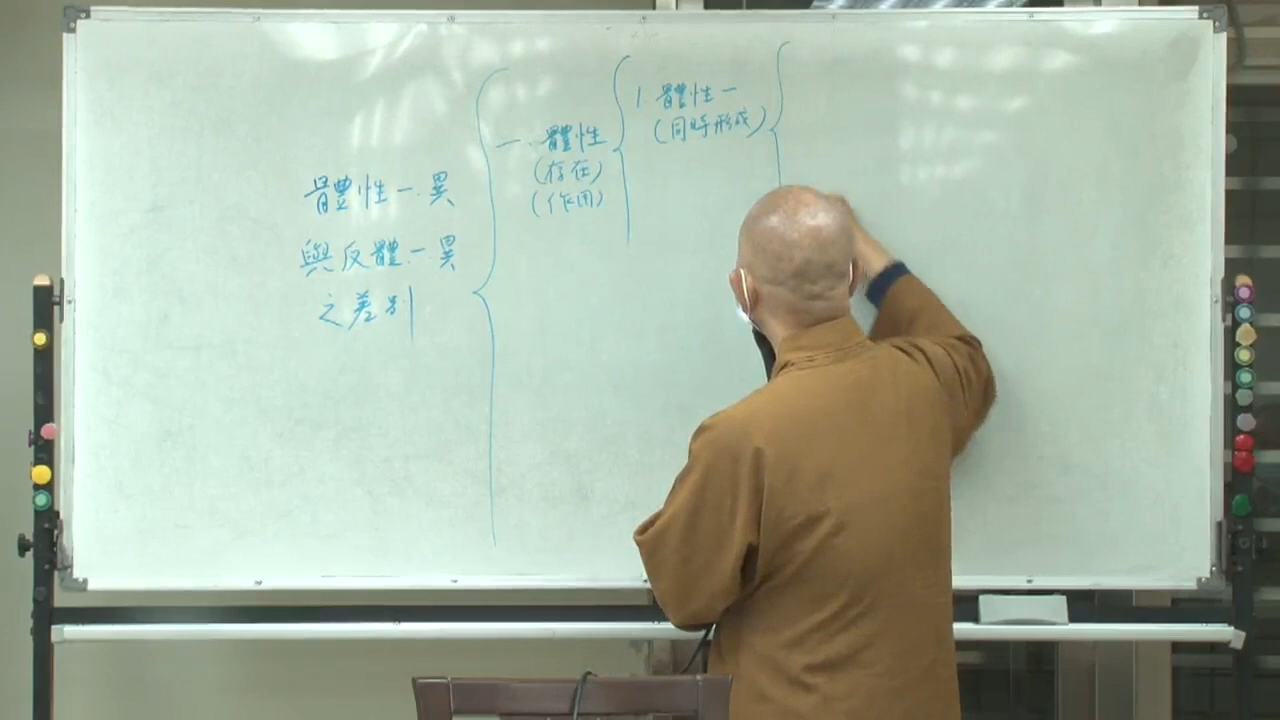 體性一.異
與反體一.異
之差別
一.體性
(存在)
(作用)
1.體性一
(同時形成)